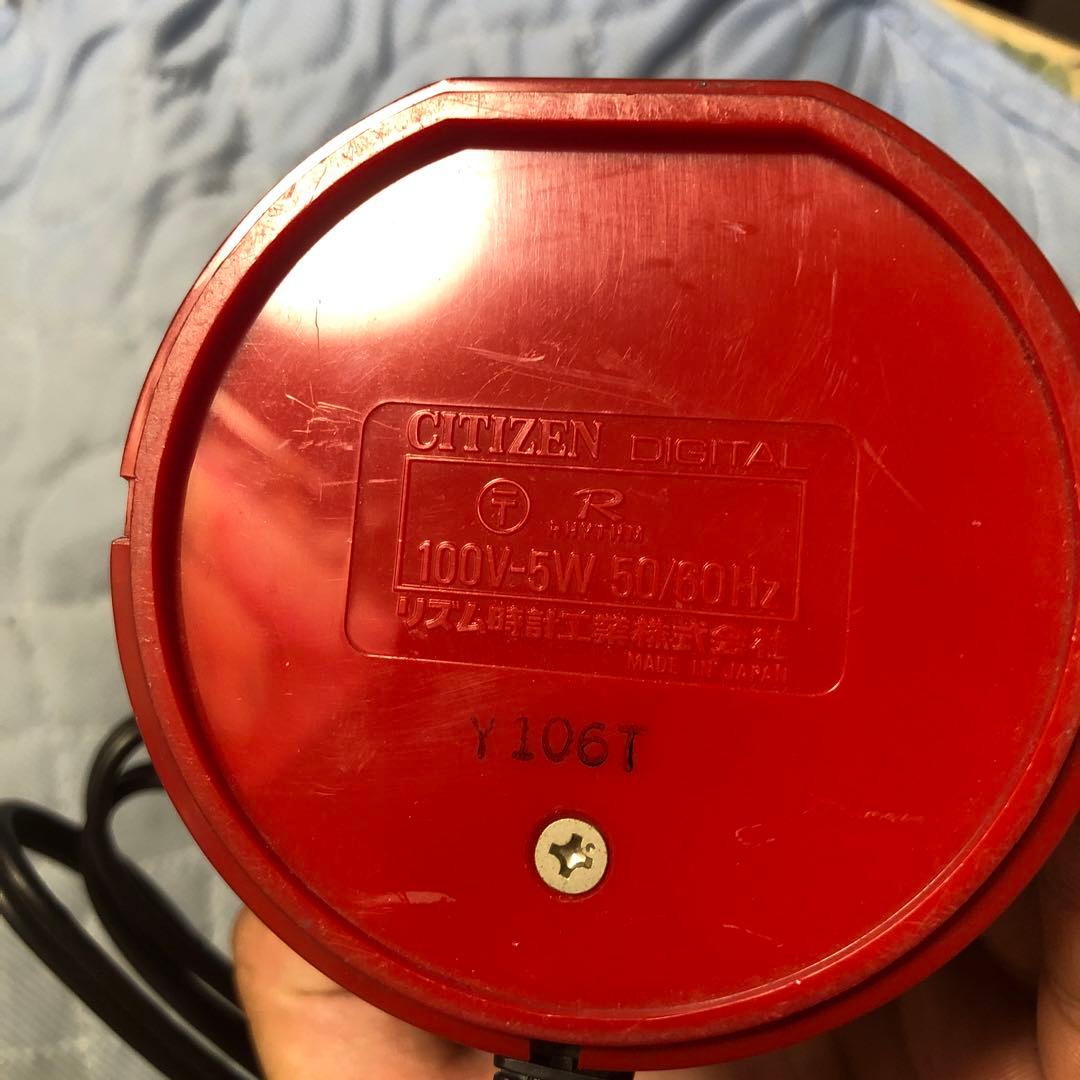 CITIZEN DIGITAL
〒 R
RHYTHM
100V-5W 50/60Hz
リズム時計工業株式会社
MADE IN JAPAN
Y106T